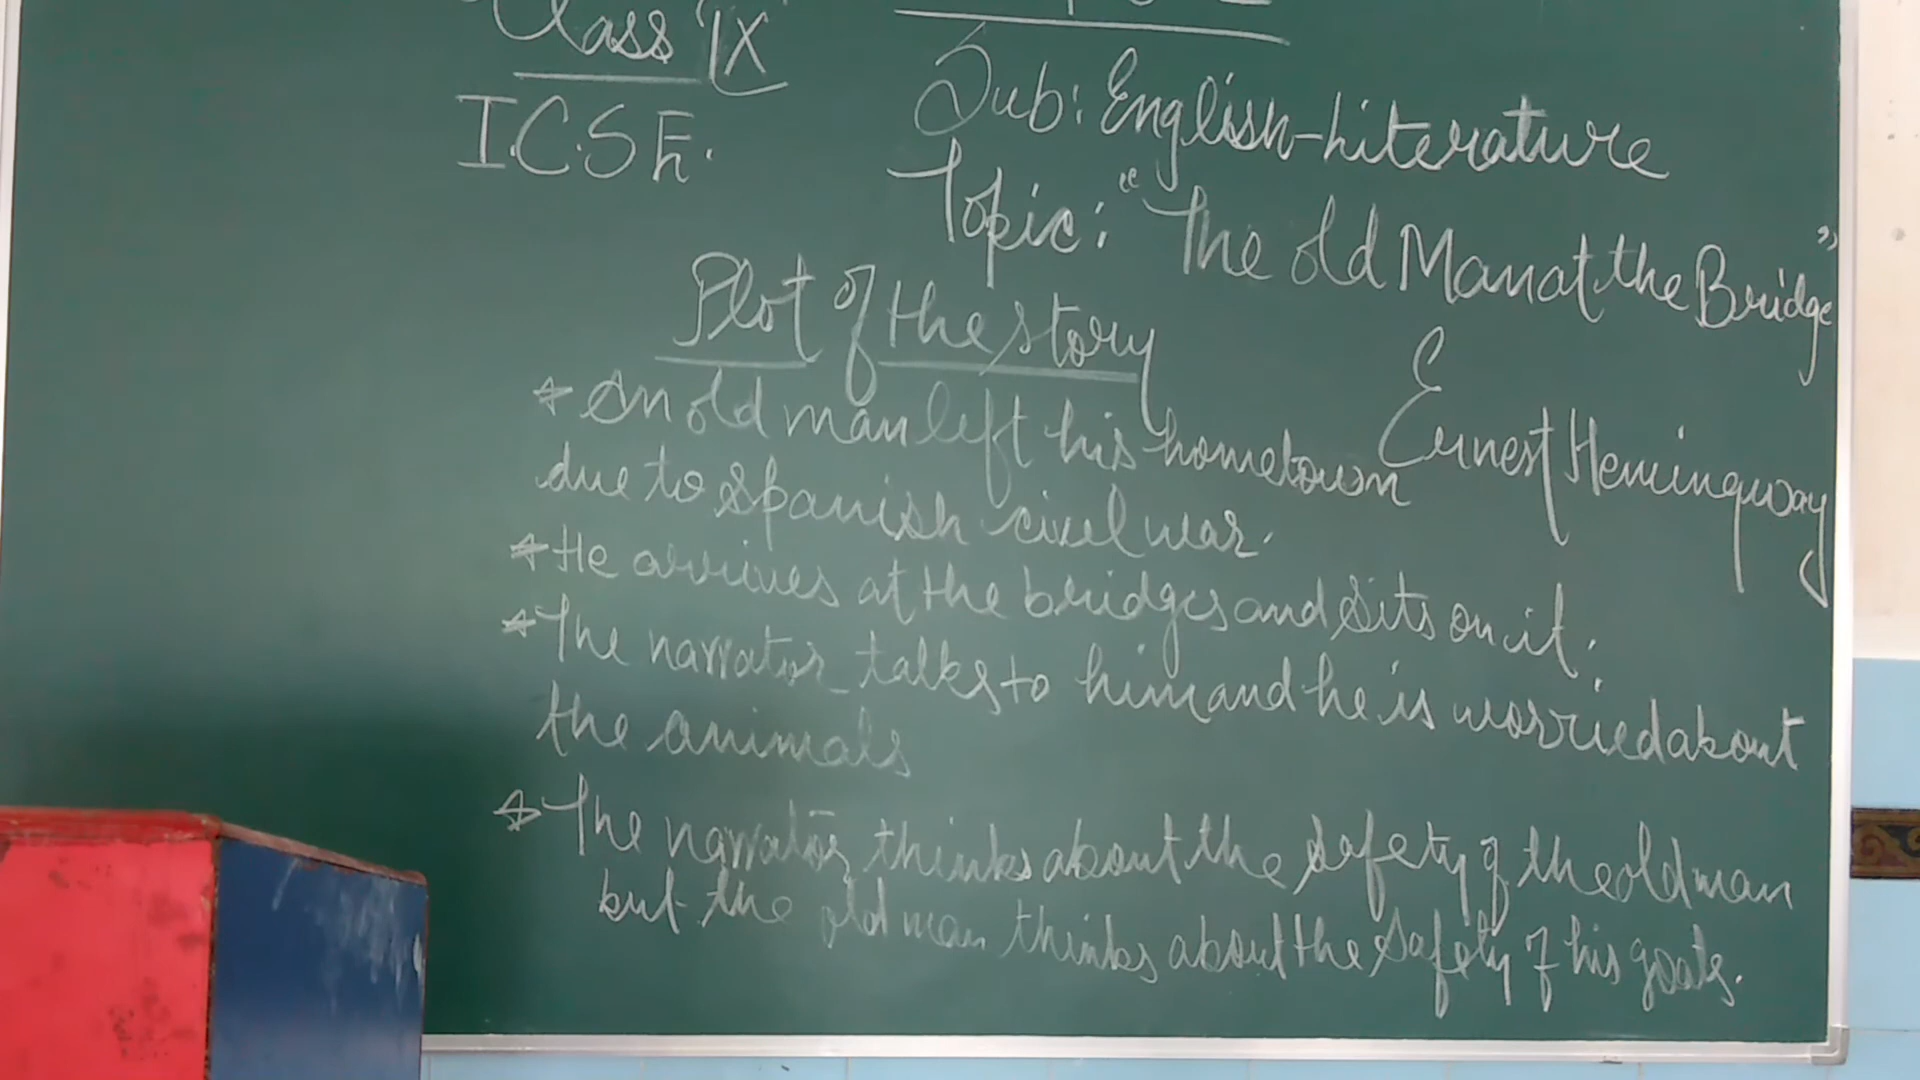 Class IX
I.C.S.E.
Sub: English-Literature
Topic: "The old Man at the Bridge"
Ernest Hemingway
Plot of the story
* An old man left his hometown
due to Spanish civel war.
* He arrives at the bridges and sits on it.
* The narrator talks to him and he is worried about
the animals
* The narrator thinks about the safety of the old man
but the old man thinks about the safety of his goats.